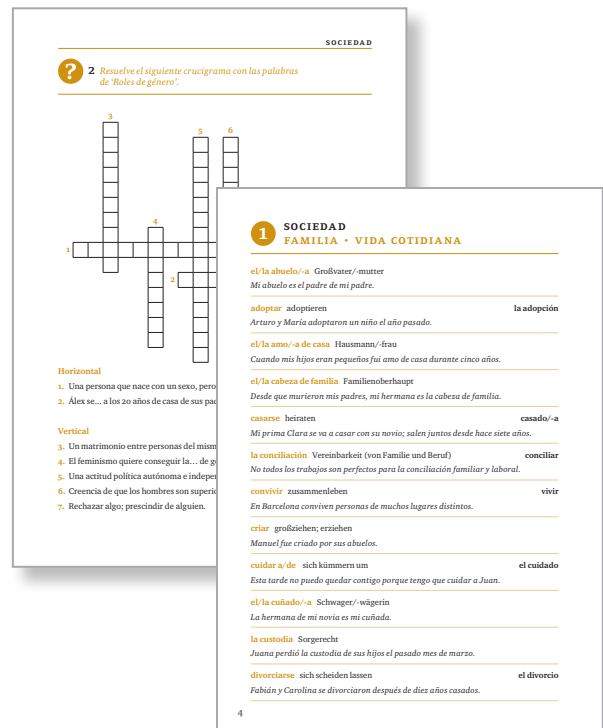 SOCIEDAD
? 2 Resuelve el siguiente crucigrama con las palabras
de ‘Roles de género’.
3
5 6
4
1
2
Horizontal
1. Una persona que nace con un sexo, pero
2. Álex se... a los 20 años de casa de sus
Vertical
3. Un matrimonio entre personas del
4. El feminismo quiere conseguir la… de
5. Una actitud política autónoma e
6. Creencia de que los hombres son
7. Rechazar algo; prescindir de alguien.
1 SOCIEDAD
FAMILIA • VIDA COTIDIANA
el/la abuelo/-a Großvater/-mutter
Mi abuelo es el padre de mi padre.
adoptar adoptieren la adopción
Arturo y María adoptaron un niño el año pasado.
el/la amo/-a de casa Hausmann/-frau
Cuando mis hijos eran pequeños fui amo de casa durante cinco años.
el/la cabeza de familia Familienoberhaupt
Desde que murieron mis padres, mi hermana es la cabeza de familia.
casarse heiraten casado/-a
Mi prima Clara se va a casar con su novio; salen juntos desde hace siete años.
la conciliación Vereinbarkeit (von Familie und Beruf) conciliar
No todos los trabajos son perfectos para la conciliación familiar y laboral.
convivir zusammenleben vivir
En Barcelona conviven personas de muchos lugares distintos.
criar großziehen; erziehen
Manuel fue criado por sus abuelos.
cuidar a/de sich kümmern um el cuidado
Esta tarde no puedo quedar contigo porque tengo que cuidar a Juan.
el/la cuñado/-a Schwager/-wägerin
La hermana de mi novia es mi cuñada.
la custodia Sorgerecht
Juana perdió la custodia de sus hijos el pasado mes de marzo.
divorciarse sich scheiden lassen el divorcio
Fabián y Carolina se divorciaron después de diez años casados.
4